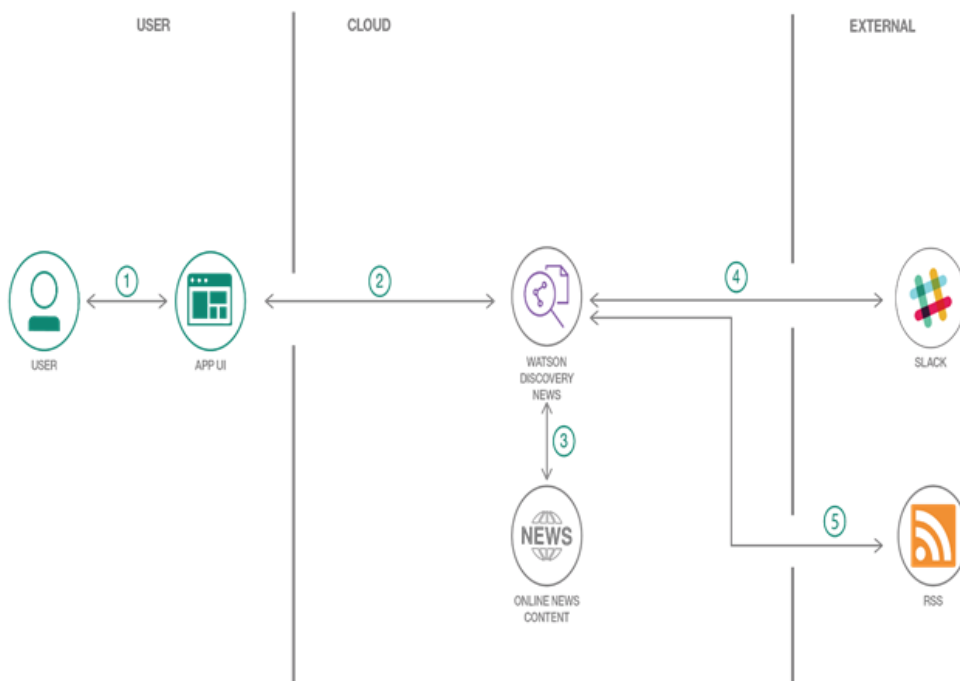 USER
CLOUD
EXTERNAL
1
2
4
USER
APP UI
WATSON
DISCOVERY
NEWS
SLACK
3
NEWS
5
ONLINE NEWS
CONTENT
RSS